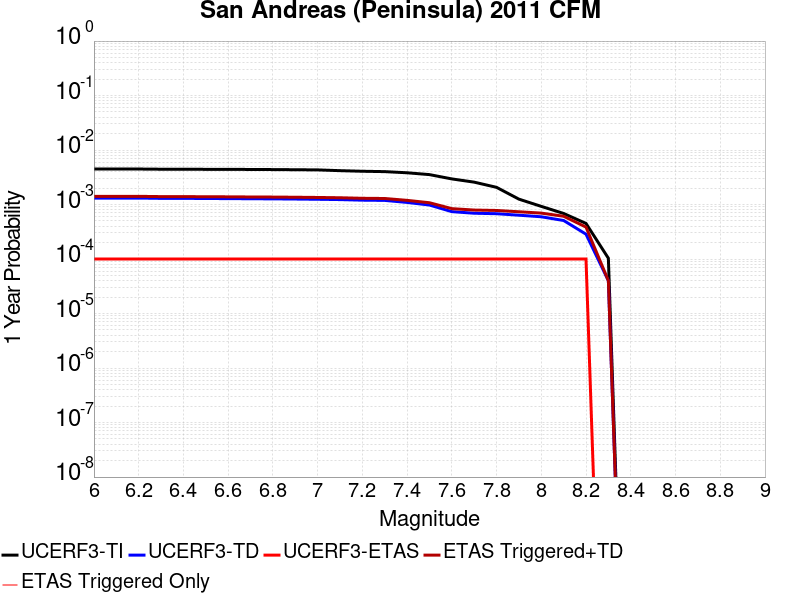 San Andreas (Peninsula) 2011 CFM
10^0
10^-1
10^-2
10^-3
10^-4
10^-5
10^-6
10^-7
10^-8
1 Year Probability
6 6.2 6.4 6.6 6.8 7 7.2 7.4 7.6 7.8 8 8.2 8.4 8.6 8.8 9
Magnitude
UCERF3-TI UCERF3-TD UCERF3-ETAS ETAS Triggered+TD
ETAS Triggered Only